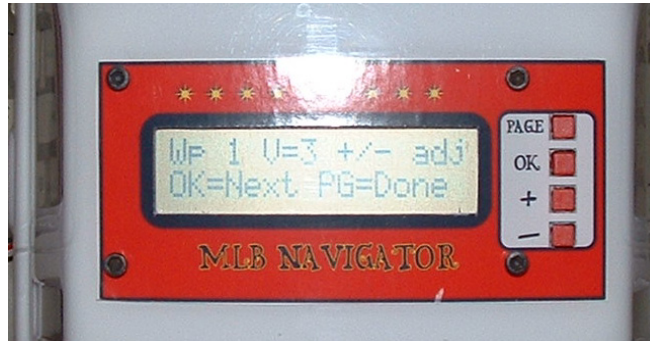 Wp 1 V=3 +/- adj
OK=Next PG=Done
MLB NAVIGATOR
PAGE
OK
+
-